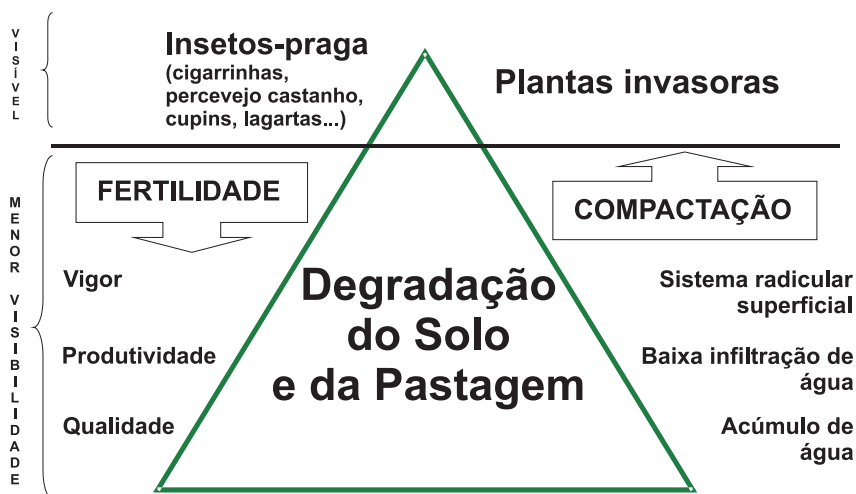 VISÍVEL
Insetos-praga
(cigarrinhas,
percevejo castanho,
cupins, lagartas...)
Plantas invasoras
MENOR VISIBILIDADE
FERTILIDADE
COMPACTAÇÃO
Vigor
Produtividade
Qualidade
Degradação
do Solo
e da Pastagem
Sistema radicular
superficial
Baixa infiltração de
água
Acúmulo de
água